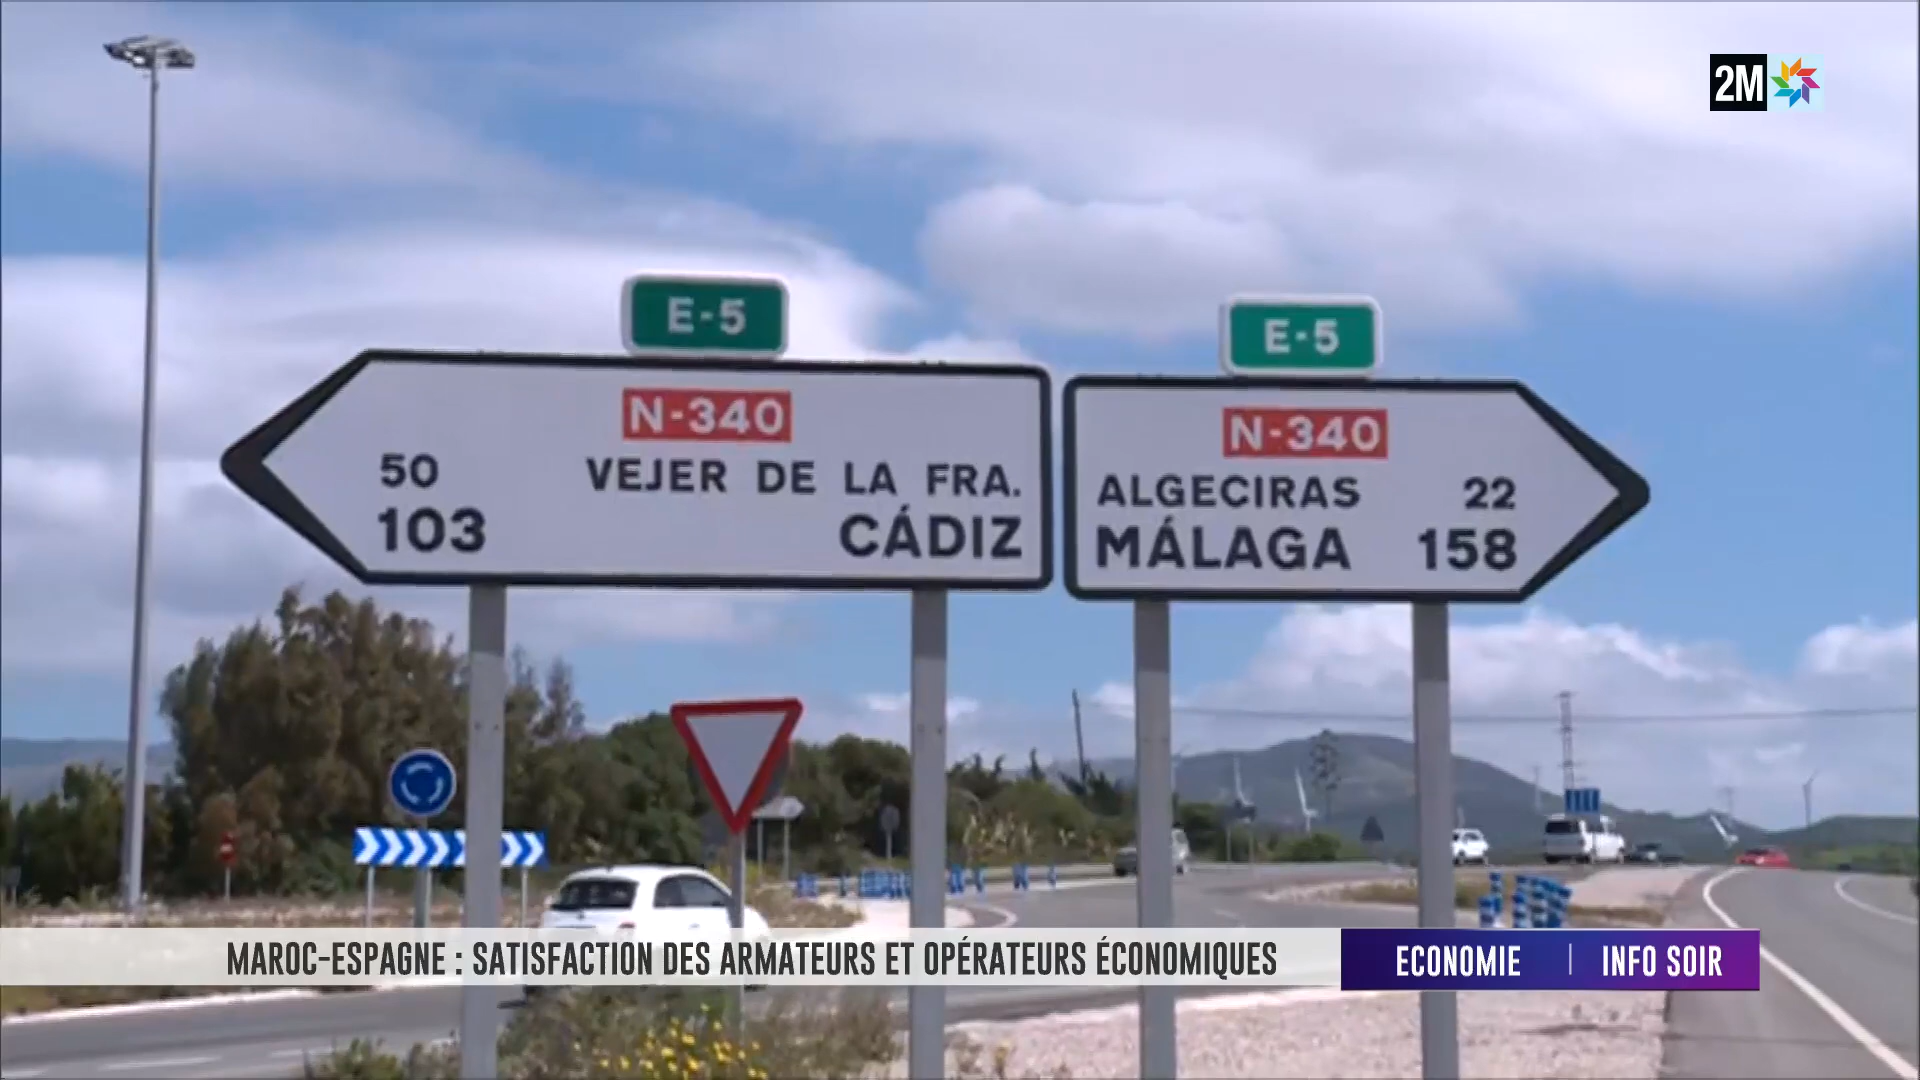 2M
E-5
N-340
50 VEJER DE LA FRA.
103 CÁDIZ
E-5
N-340
ALGECIRAS 22
MÁLAGA 158
MAROC-ESPAGNE : SATISFACTION DES ARMATEURS ET OPÉRATEURS ÉCONOMIQUES
ECONOMIE | INFO SOIR